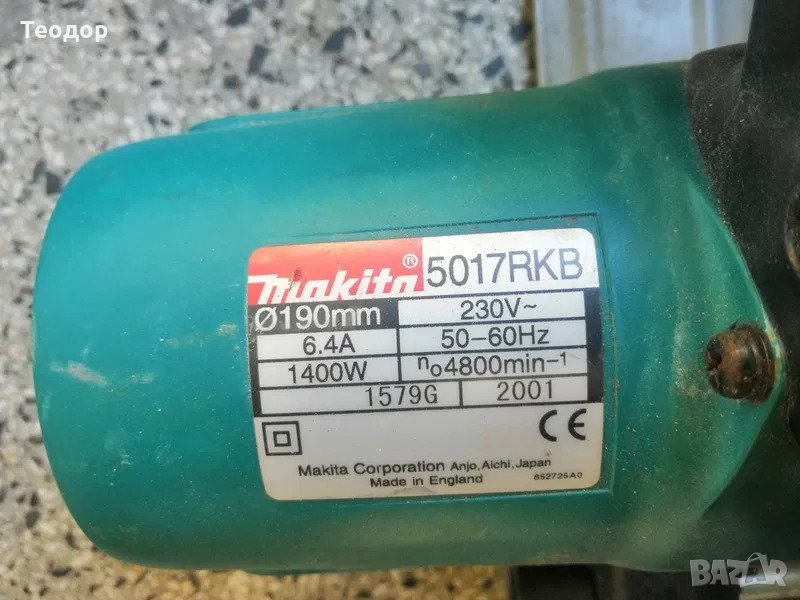 Теодор
makita® 5017RKB
Ø190mm 230V~
6.4A 50-60Hz
1400W no4800min-1
1579G 2001
CE
Makita Corporation Anjo, Aichi, Japan
Made in England 852725A0
BAZAR